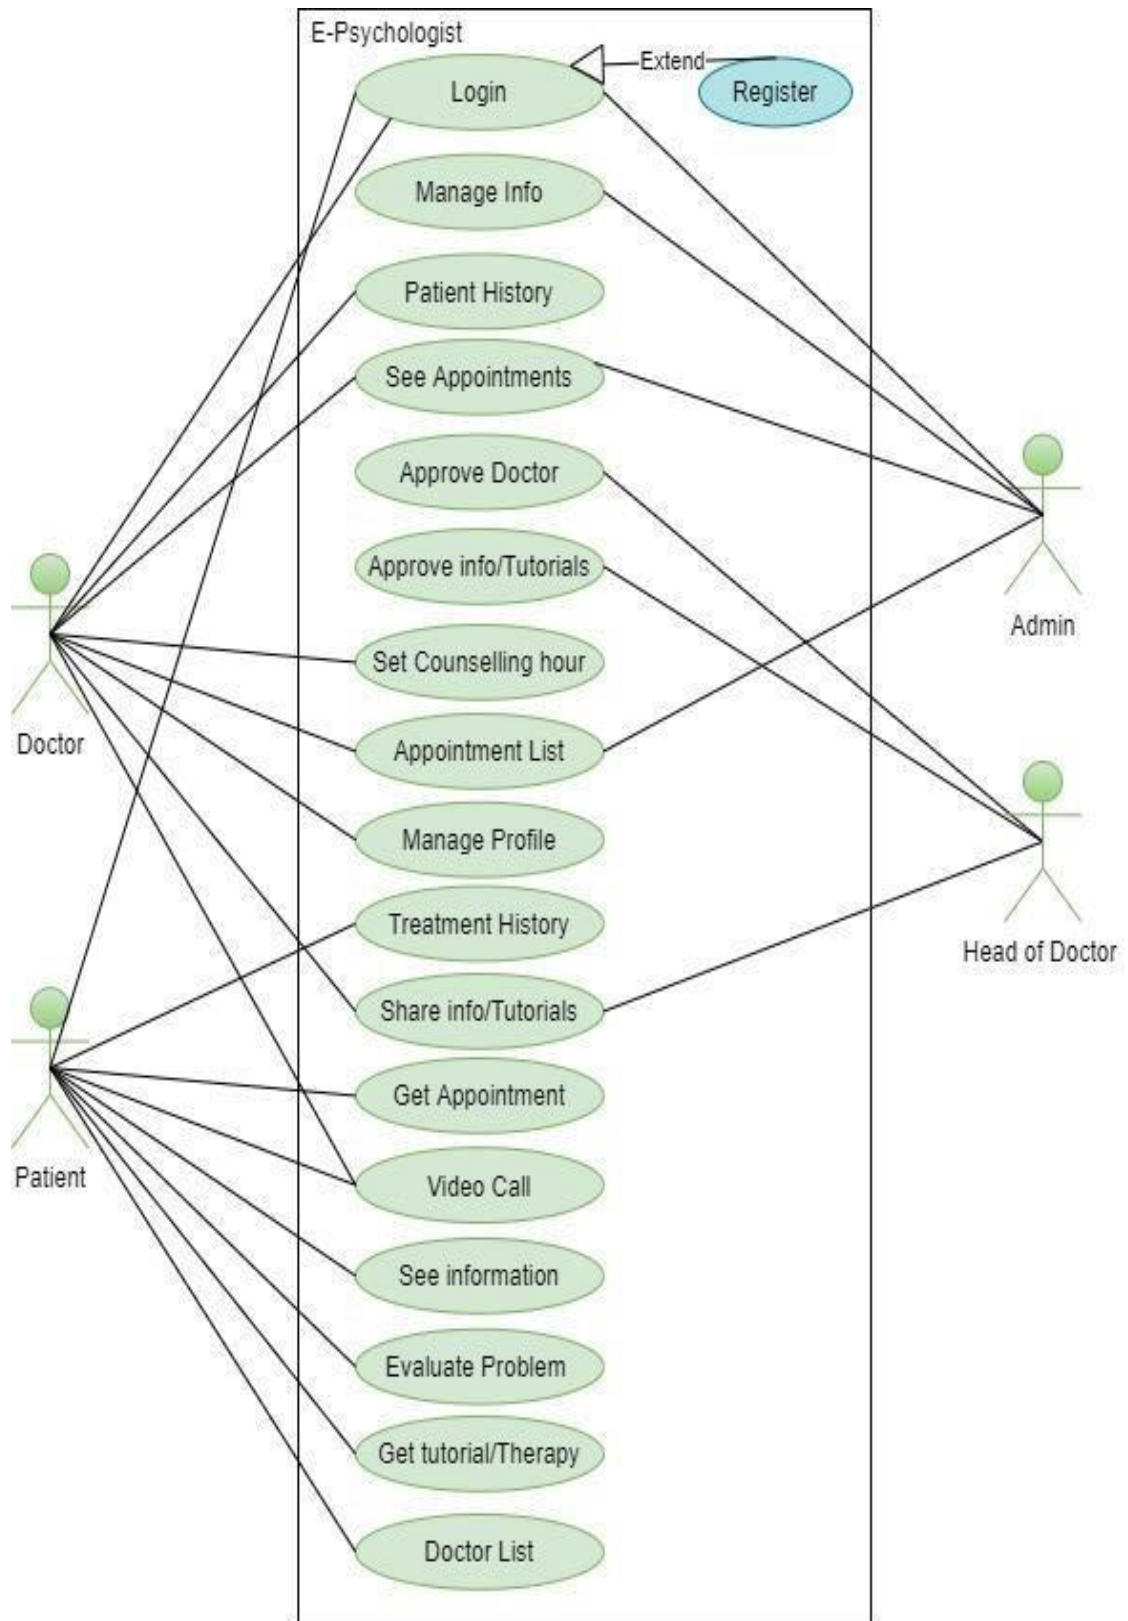 E-Psychologist
Extend
Login
Register
Manage Info
Patient History
See Appointments
Approve Doctor
Approve info/Tutorials
Admin
Set Counselling hour
Doctor
Appointment List
Manage Profile
Treatment History
Head of Doctor
Share info/Tutorials
Get Appointment
Patient
Video Call
See information
Evaluate Problem
Get tutorial/Therapy
Doctor List